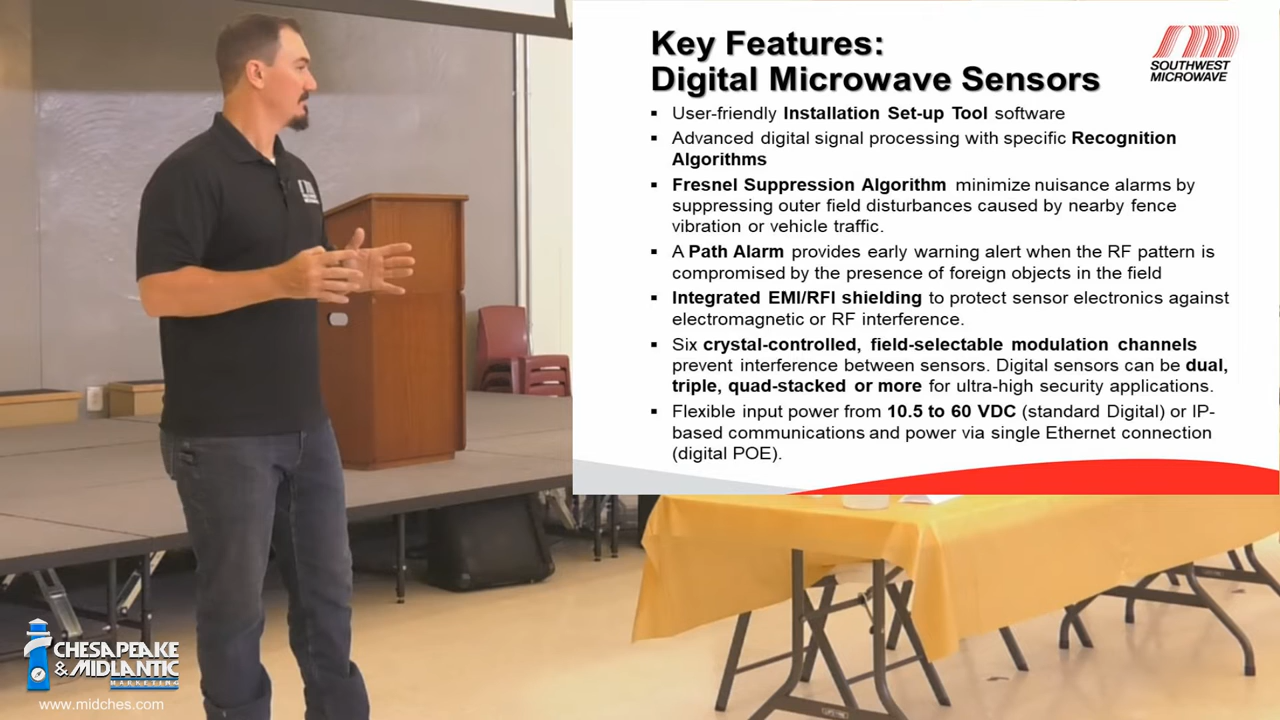 Key Features:
Digital Microwave Sensors
SOUTHWEST
MICROWAVE
▪ User-friendly Installation Set-up Tool software
▪ Advanced digital signal processing with specific Recognition
Algorithms
▪ Fresnel Suppression Algorithm minimize nuisance alarms by
suppressing outer field disturbances caused by nearby fence
vibration or vehicle traffic.
▪ A Path Alarm provides early warning alert when the RF pattern is
compromised by the presence of foreign objects in the field
▪ Integrated EMI/RFI shielding to protect sensor electronics against
electromagnetic or RF interference.
▪ Six crystal-controlled, field-selectable modulation channels
prevent interference between sensors. Digital sensors can be dual,
triple, quad-stacked or more for ultra-high security applications.
▪ Flexible input power from 10.5 to 60 VDC (standard Digital) or IP-
based communications and power via single Ethernet connection
(digital POE).
CHESAPEAKE
& MIDLANTIC
MARKETING
www.midches.com